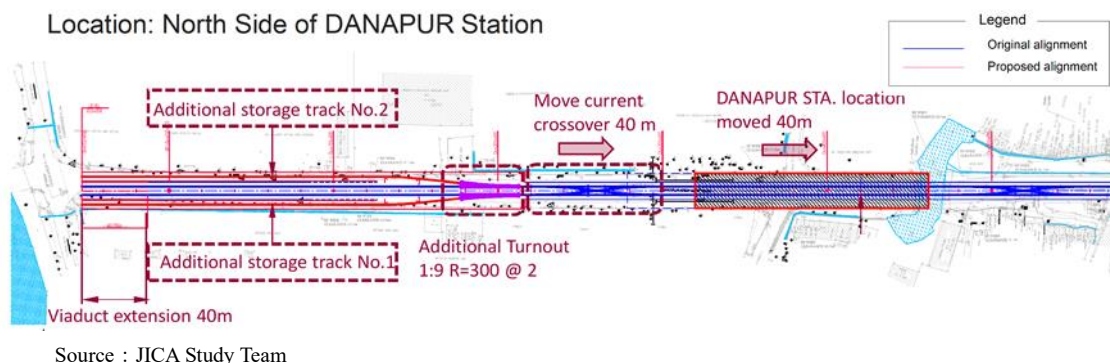 Location: North Side of DANAPUR Station
Legend
Original alignment
Proposed alignment
Additional storage track No.2
Move current
crossover 40 m
DANAPUR STA. location
moved 40m
Additional storage track No.1
Additional Turnout
1:9 R=300 @ 2
Viaduct extension 40m
Source : JICA Study Team